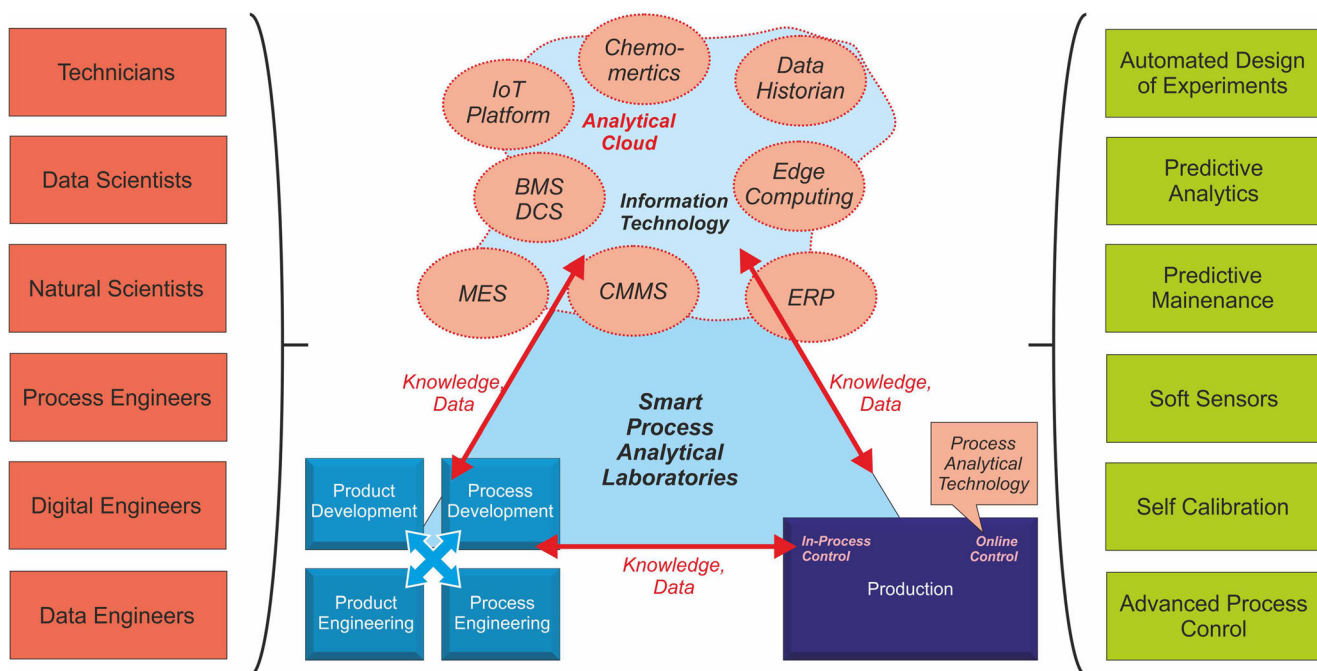 Technicians
Data Scientists
Natural Scientists
Process Engineers
Digital Engineers
Data Engineers
Chemo-
mertics
IoT
Platform
Data
Historian
Analytical
Cloud
BMS
DCS
Information
Technology
Edge
Computing
MES
CMMS
ERP
Knowledge,
Data
Knowledge,
Data
Smart
Process
Analytical
Laboratories
Process
Analytical
Technology
Product
Development
Process
Development
Product
Engineering
Process
Engineering
Knowledge,
Data
In-Process
Control
Online
Control
Production
Automated Design
of Experiments
Predictive
Analytics
Predictive
Mainenance
Soft Sensors
Self Calibration
Advanced Process
Conrol